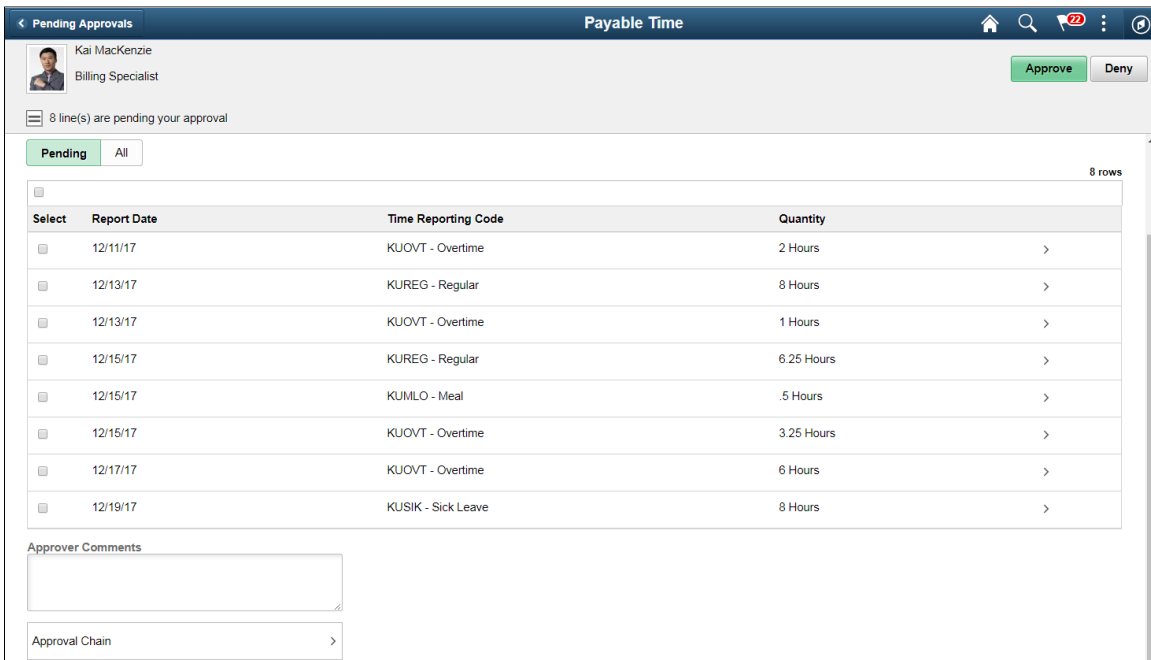 Pending Approvals Payable Time 22
Kai MacKenzie
Billing Specialist
Approve Deny
8 line(s) are pending your approval
Pending All
8 rows
Select Report Date Time Reporting Code Quantity
12/11/17 KUOVT - Overtime 2 Hours
12/13/17 KUREG - Regular 8 Hours
12/13/17 KUOVT - Overtime 1 Hours
12/15/17 KUREG - Regular 6.25 Hours
12/15/17 KUMLO - Meal .5 Hours
12/15/17 KUOVT - Overtime 3.25 Hours
12/17/17 KUOVT - Overtime 6 Hours
12/19/17 KUSIK - Sick Leave 8 Hours
Approver Comments
Approval Chain